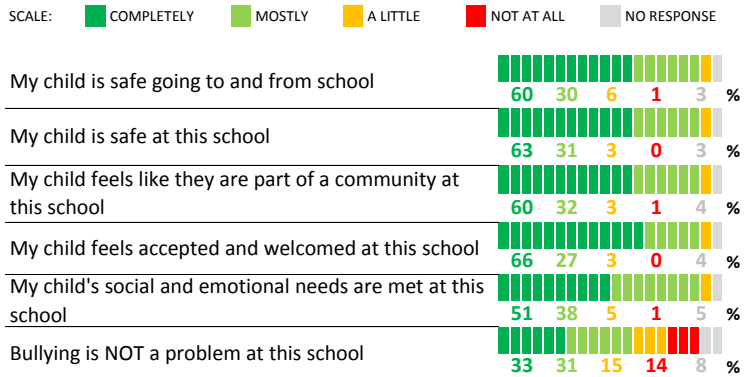 SCALE: COMPLETELY MOSTLY A LITTLE NOT AT ALL NO RESPONSE
My child is safe going to and from school
60 30 6 1 3 %
My child is safe at this school
63 31 3 0 3 %
My child feels like they are part of a community at
this school
60 32 3 1 4 %
My child feels accepted and welcomed at this school
66 27 3 0 4 %
My child's social and emotional needs are met at this
school
51 38 5 1 5 %
Bullying is NOT a problem at this school
33 31 15 14 8 %